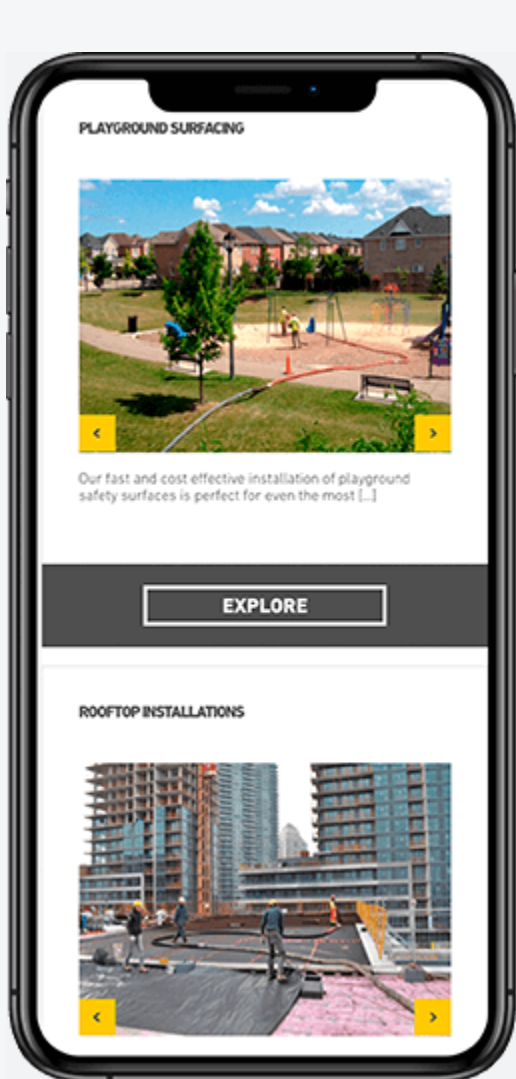 PLAYGROUND SURFACING
Our fast and cost effective installation of playground
safety surfaces is perfect for even the most [...]
EXPLORE
ROOFTOP INSTALLATIONS